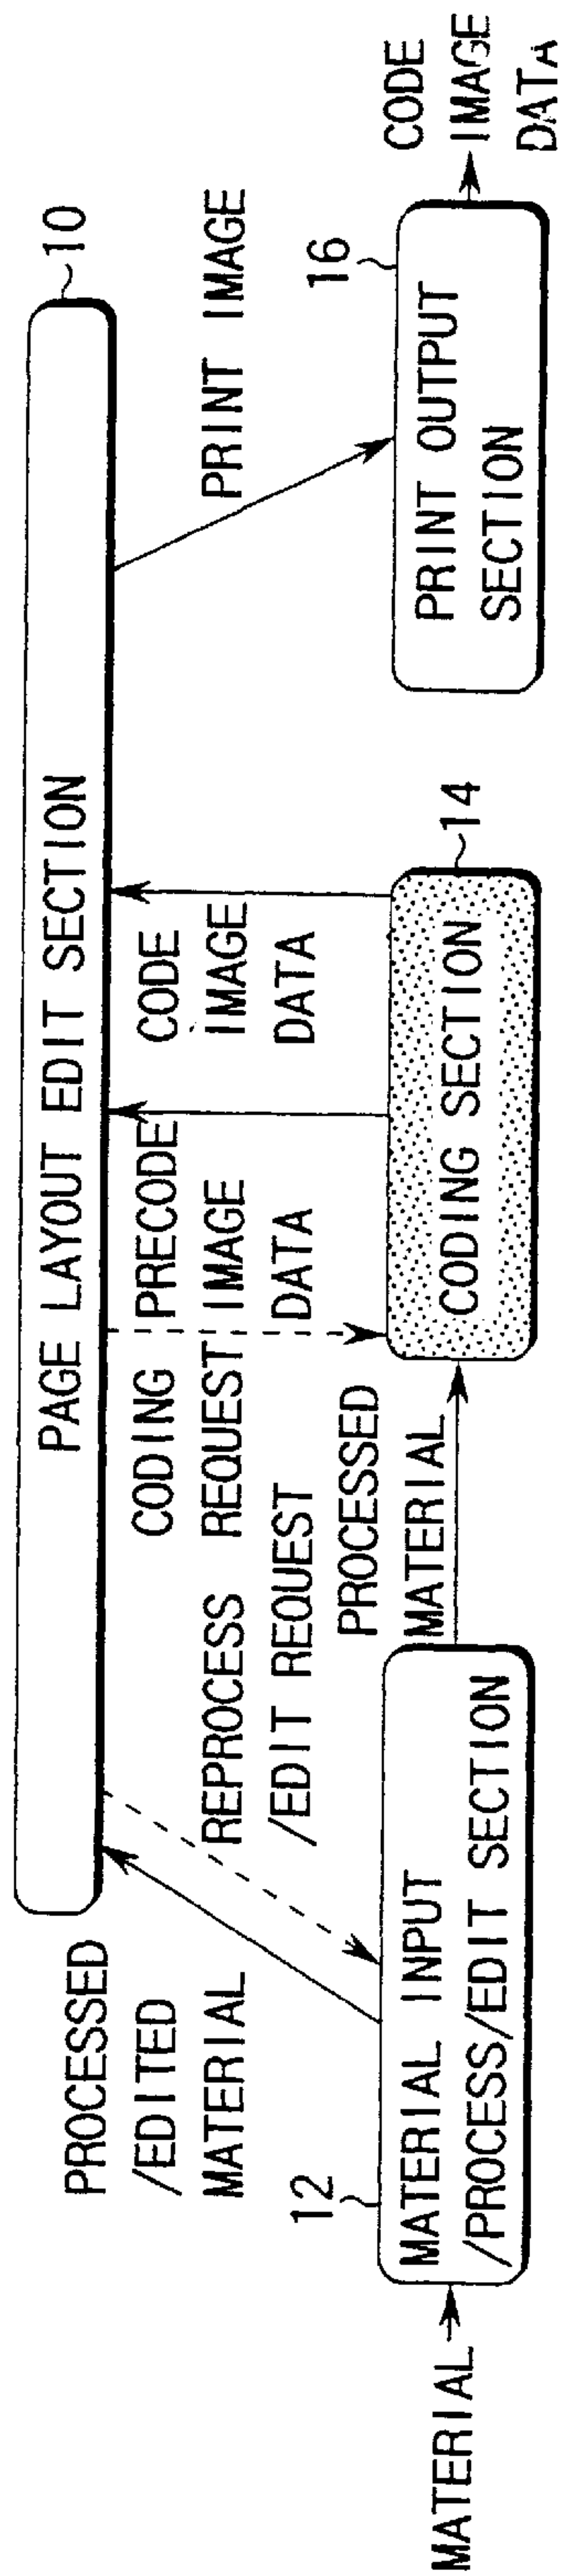 PAGE LAYOUT EDIT SECTION
10
PROCESSED
/EDITED
MATERIAL
REPROCESS
/EDIT REQUEST
CODING
REQUEST
PRECODE
IMAGE
DATA
CODE
IMAGE
DATA
PRINT IMAGE
MATERIAL
12
MATERIAL INPUT
/PROCESS/EDIT SECTION
PROCESSED
MATERIAL
CODING SECTION
14
16
PRINT OUTPUT
SECTION
CODE
IMAGE
DATA